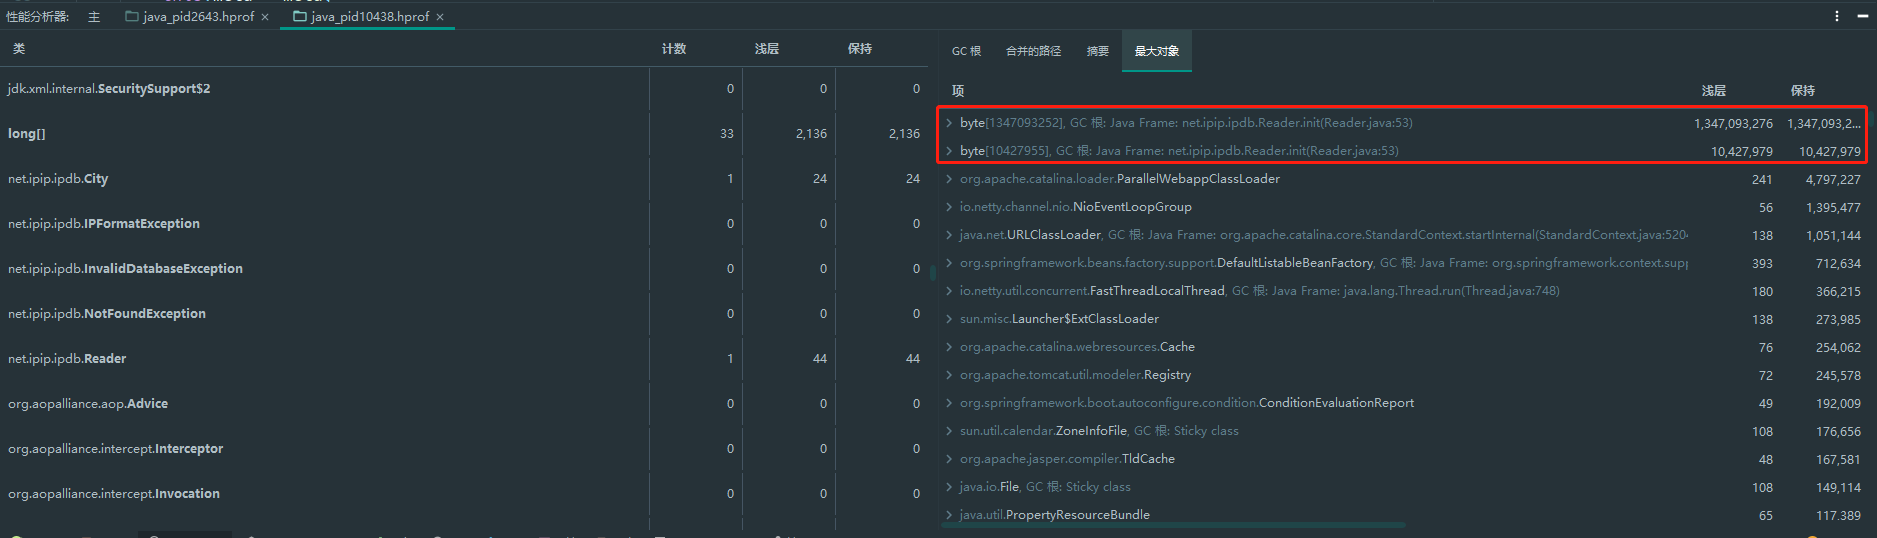 性能分析器: 主 java_pid2643.hprof × java_pid10438.hprof ×
类 计数 浅层 保持
jdk.xml.internal.SecuritySupport$2 0 0 0
long[] 33 2,136 2,136
net.ipip.ipdb.City 1 24 24
net.ipip.ipdb.IPFormatException 0 0 0
net.ipip.ipdb.InvalidDatabaseException 0 0 0
net.ipip.ipdb.NotFoundException 0 0 0
net.ipip.ipdb.Reader 1 44 44
org.aopalliance.aop.Advice 0 0 0
org.aopalliance.intercept.Interceptor 0 0 0
org.aopalliance.intercept.Invocation 0 0 0
GC 根 合并的路径 摘要 最大对象
项 浅层 保持
byte[1347093252], GC 根: Java Frame: net.ipip.ipdb.Reader.init(Reader.java:53) 1,347,093,276 1,347,093,2...
byte[10427955], GC 根: Java Frame: net.ipip.ipdb.Reader.init(Reader.java:53) 10,427,979 10,427,979
org.apache.catalina.loader.ParallelWebappClassLoader 241 4,797,227
io.netty.channel.nio.NioEventLoopGroup 56 1,395,477
java.net.URLClassLoader, GC 根: Java Frame: org.apache.catalina.core.StandardContext.startInternal(StandardContext.java:5204 138 1,051,144
org.springframework.beans.factory.support.DefaultListableBeanFactory, GC 根: Java Frame: org.springframework.context.supp 393 712,634
io.netty.util.concurrent.FastThreadLocalThread, GC 根: Java Frame: java.lang.Thread.run(Thread.java:748) 180 366,215
sun.misc.Launcher$ExtClassLoader 138 273,985
org.apache.catalina.webresources.Cache 76 254,062
org.apache.tomcat.util.modeler.Registry 72 245,578
org.springframework.boot.autoconfigure.condition.ConditionEvaluationReport 49 192,009
sun.util.calendar.ZoneInfoFile, GC 根: Sticky class 108 176,656
org.apache.jasper.compiler.TldCache 48 167,581
java.io.File, GC 根: Sticky class 108 149,114
java.util.PropertyResourceBundle 65 117,389